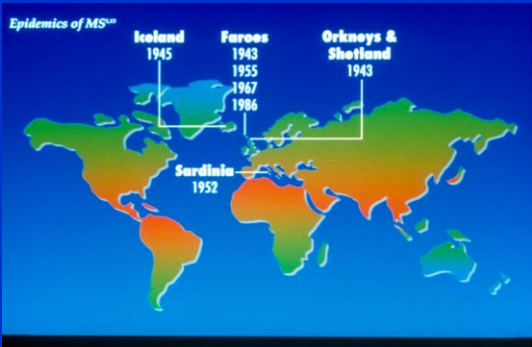 Epidemics of MS
Iceland
1945
Faroes
1943
1955
1967
1986
Orkneys &
Shetland
1943
Sardinia
1952